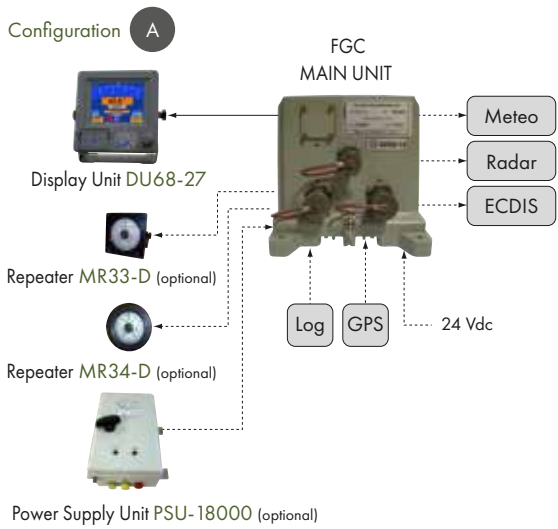 Configuration A
FGC
MAIN UNIT
Display Unit DU68-27
Repeater MR33-D (optional)
Repeater MR34-D (optional)
Power Supply Unit PSU-18000 (optional)
Meteo
Radar
ECDIS
Log
GPS
24 Vdc